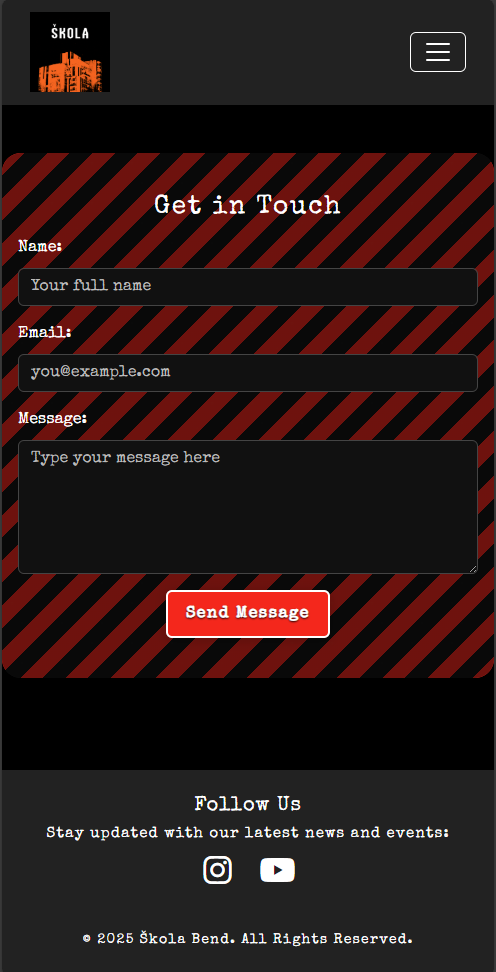 ŠKOLA
Get in Touch
Name:
Your full name
Email:
you@example.com
Message:
Type your message here
Send Message
Follow Us
Stay updated with our latest news and events:
© 2025 Škola Bend. All Rights Reserved.